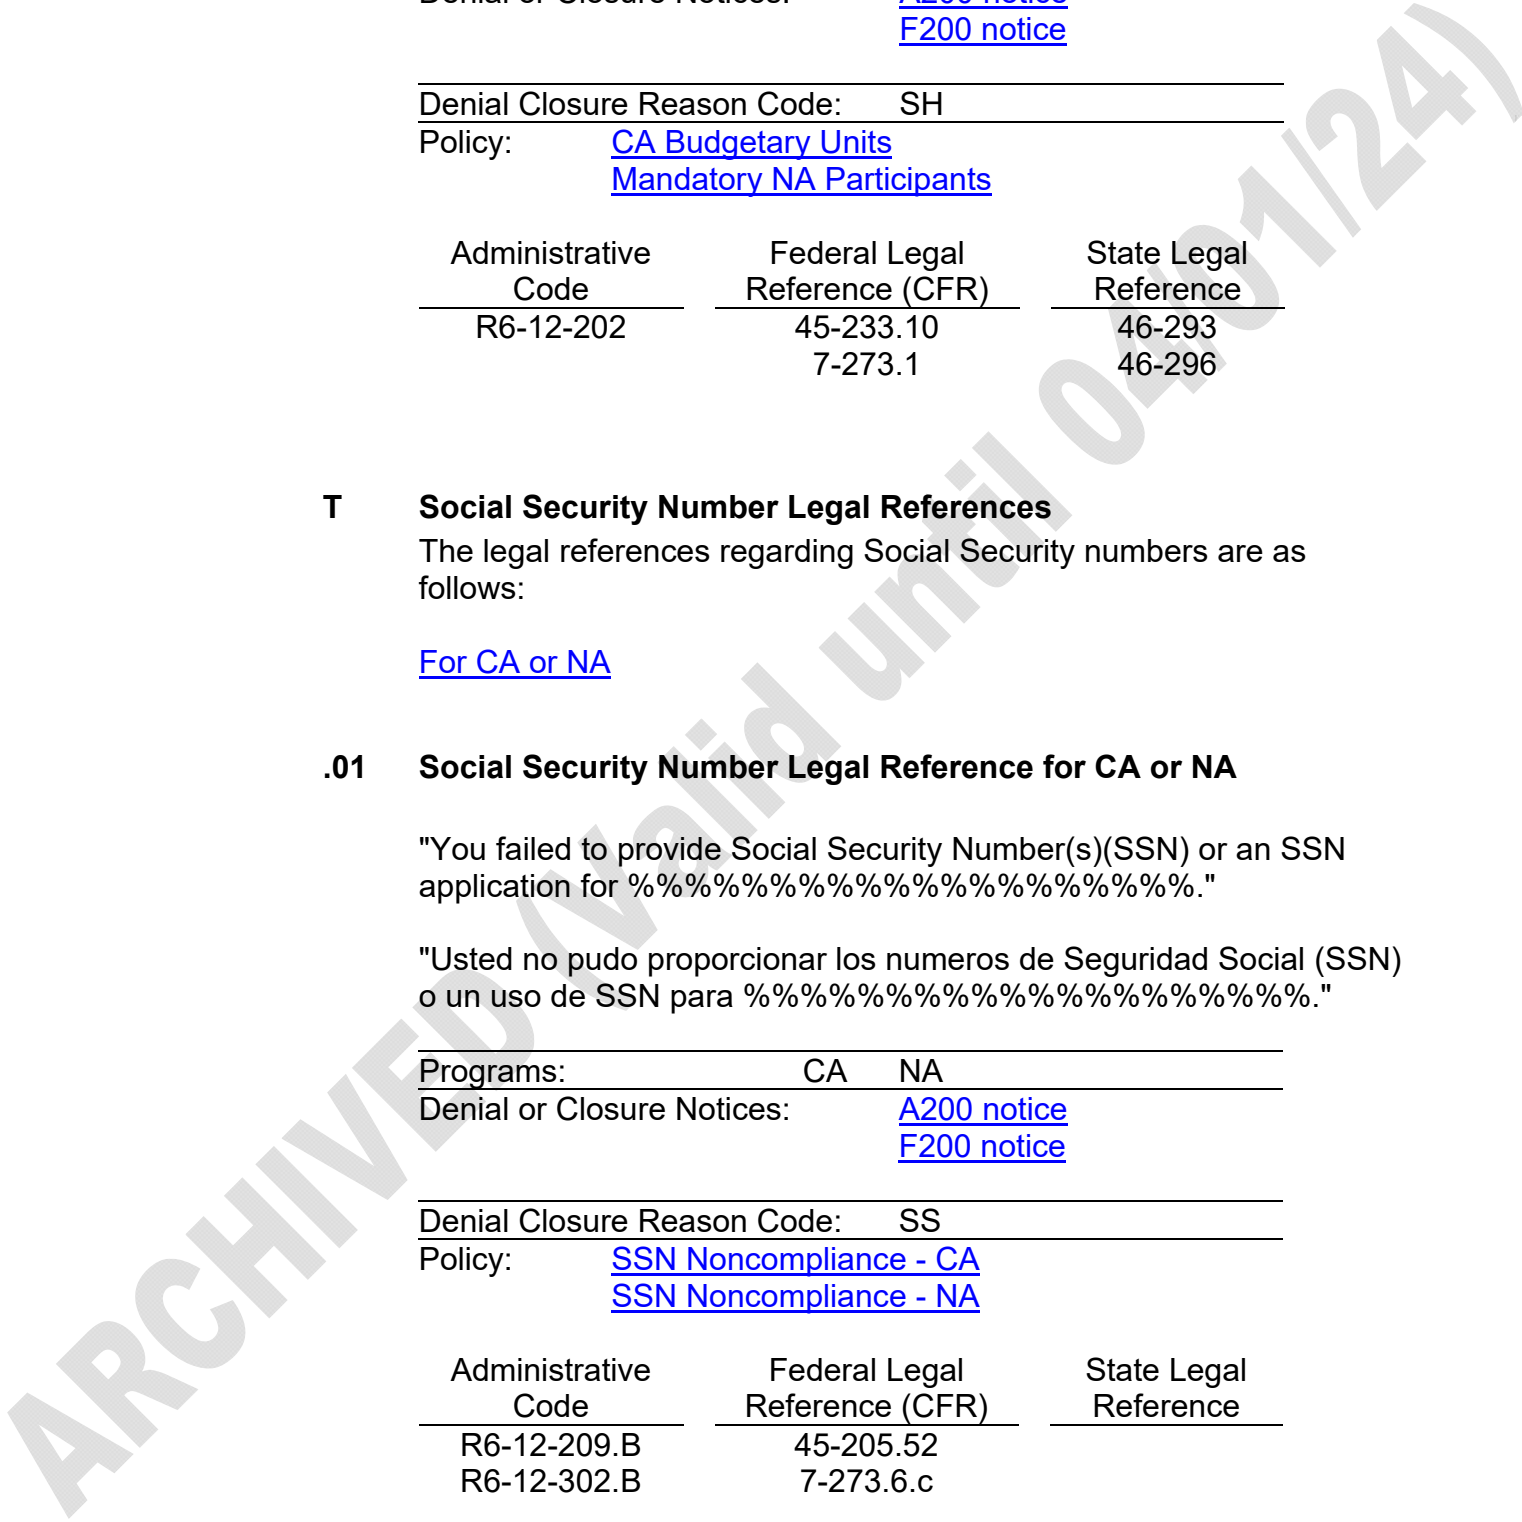 Denial or Closure Notices: A200 notice
F200 notice
Denial Closure Reason Code: SH
Policy: CA Budgetary Units
Mandatory NA Participants
Administrative Code Federal Legal Reference (CFR) State Legal Reference
R6-12-202 45-233.10 46-293
7-273.1 46-296
T Social Security Number Legal References
The legal references regarding Social Security numbers are as
follows:
For CA or NA
.01 Social Security Number Legal Reference for CA or NA
"You failed to provide Social Security Number(s)(SSN) or an SSN
application for %%%%%%%%%%%%%%%%%%%%."
"Usted no pudo proporcionar los numeros de Seguridad Social (SSN)
o un uso de SSN para %%%%%%%%%%%%%%%%%%%%."
Programs: CA NA
Denial or Closure Notices: A200 notice
F200 notice
Denial Closure Reason Code: SS
Policy: SSN Noncompliance - CA
SSN Noncompliance - NA
Administrative Code Federal Legal Reference (CFR) State Legal Reference
R6-12-209.B 45-205.52
R6-12-302.B 7-273.6.c
ARCHIVED (Valid until 04/01/24)